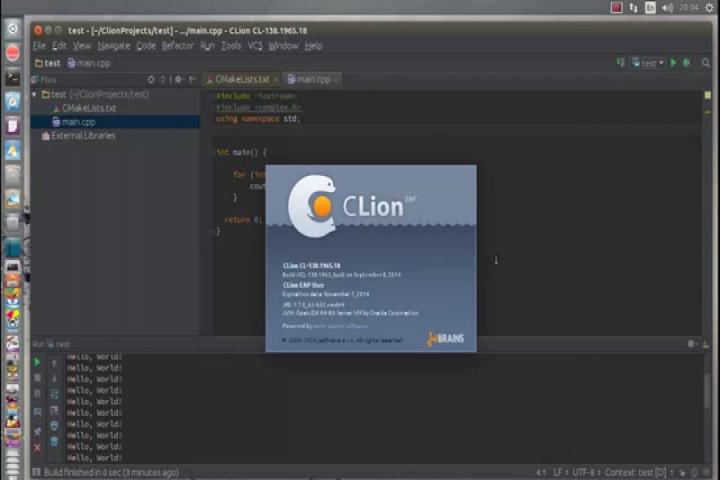 En
20:04
test - [~/ClionProjects/test] - .../main.cpp - CLion CL-138.1965.18
File Edit View Navigate Code Refactor Run Tools VCS Window Help
test main.cpp
test
Files
CMakeLists.txt × main.cpp ×
test (~/ClionProjects/test)
CMakeLists.txt
main.cpp
External Libraries
#include <iostream>
#include <complex.h>
using namespace std;
int main() {
for (int
cout
}
return 0;
}
CLion EAP
CLion CL-138.1965.18
Build #CL-138.1965, built on September 8, 2014
CLion EAP User
Expiration date: November 7, 2014
JVM: OpenJDK 64-Bit Server VM by Oracle Corporation
Powered by open-source software
© 2000-2014 JetBrains s.r.o. All rights reserved.
JetBRAINS
Run test
Hello, World!
Hello, World!
Hello, World!
Hello, World!
Hello, World!
Hello, World!
Hello, World!
Hello, World!
Hello, World!
Hello, World!
Build finished in 0 sec (3 minutes ago)
4:1 LF UTF-8 Context: test [D]